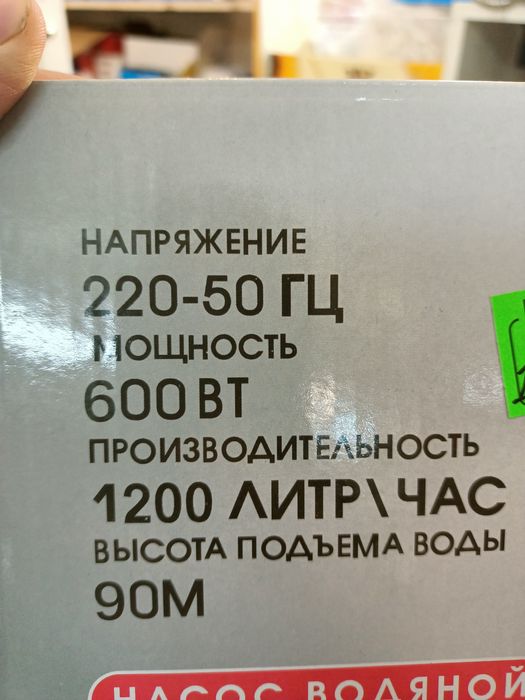 НАПРЯЖЕНИЕ
220-50 ГЦ
МОЩНОСТЬ
600 ВТ
ПРОИЗВОДИТЕЛЬНОСТЬ
1200 ЛИТР\ЧАС
ВЫСОТА ПОДЪЕМА ВОДЫ
90М
НАСОС ВОДЯНОЙ